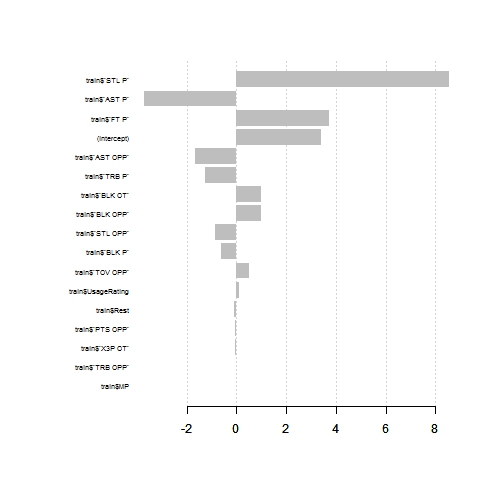 train$`STL P`
train$`AST P`
train$`FT P`
(Intercept)
train$`AST OPP`
train$`TRB P`
train$`BLK OT`
train$`BLK OPP`
train$`STL OPP`
train$`BLK P`
train$`TOV OPP`
train$UsageRating
train$Rest
train$`PTS OPP`
train$`X3P OT`
train$`TRB OPP`
train$MP
-2 0 2 4 6 8